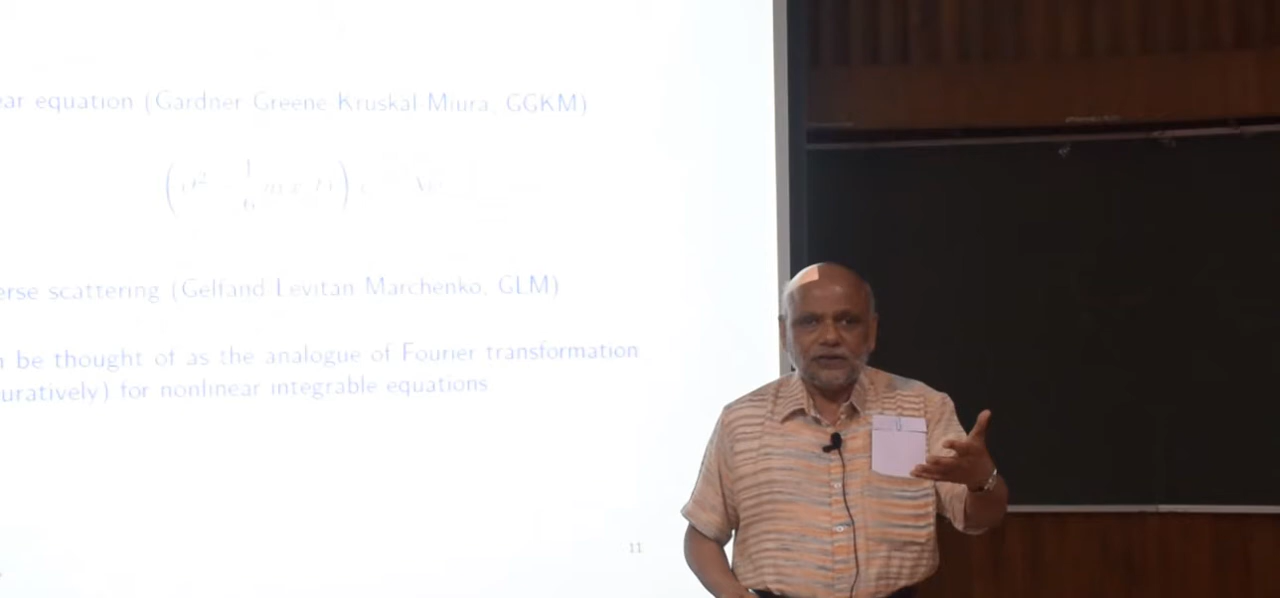 ear equation (Gardner Greene Kruskal Miura, GGKM)
erse scattering (Gelfand Levitan Marchenko, GLM)
be thought of as the analogue of Fourier transformation
uratively) for nonlinear integrable equations
11